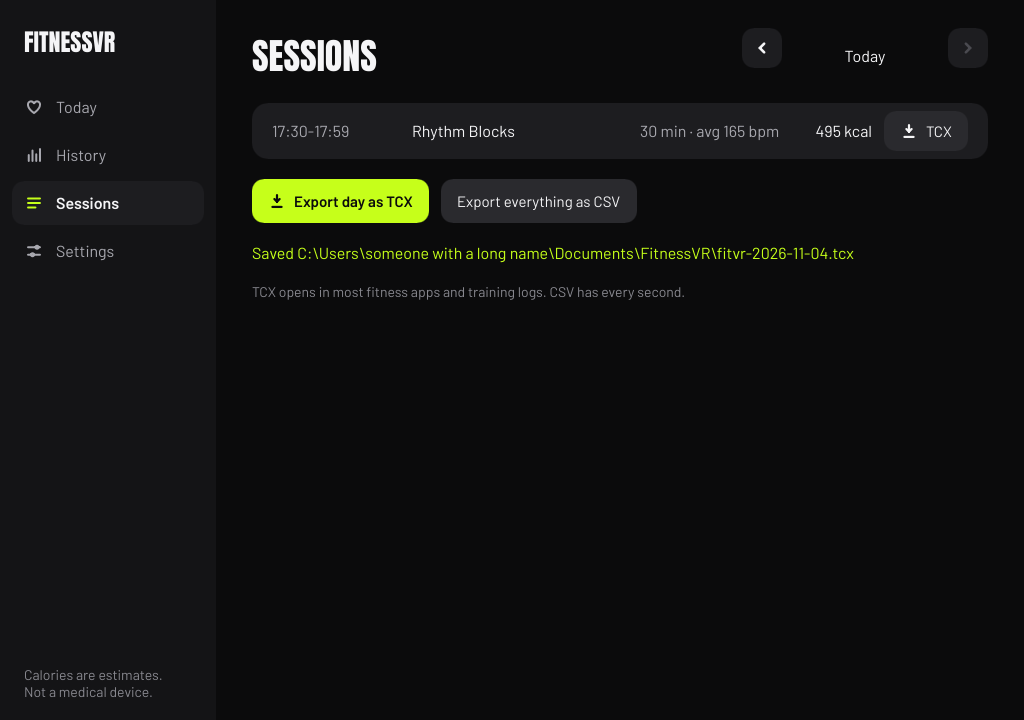 FITNESSVR
Today
History
Sessions
Settings
Calories are estimates.
Not a medical device.
SESSIONS
Today
17:30-17:59 Rhythm Blocks 30 min · avg 165 bpm 495 kcal TCX
Export day as TCX Export everything as CSV
Saved C:\Users\someone with a long name\Documents\FitnessVR\fitvr-2026-11-04.tcx
TCX opens in most fitness apps and training logs. CSV has every second.